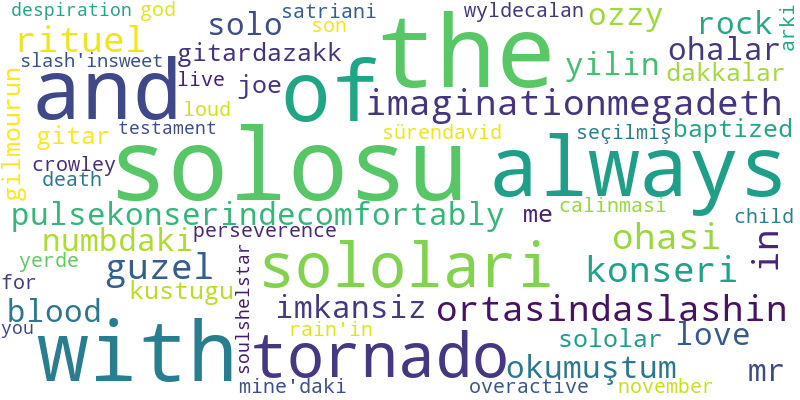 despiration god satriani wyldecalan ozzy rock arki
rituel solo son the yilin ohalar
slash'insweet gitardazakk dakkalar
and live joe of imaginationmegadeth
gilmourun loud
gitar testament sürendavid seçilmiş baptized
crowley solosu always
death
pulsekonserindecomfortably me calinmasi child
numbdaki perseverence ohasi in
yerde guzel sololari konseri
for kustugu soulshelstar
blood imkansiz ortasindaslashin
you with rain'in sololar love
tornado okumuştum mr
mine'daki overactive november